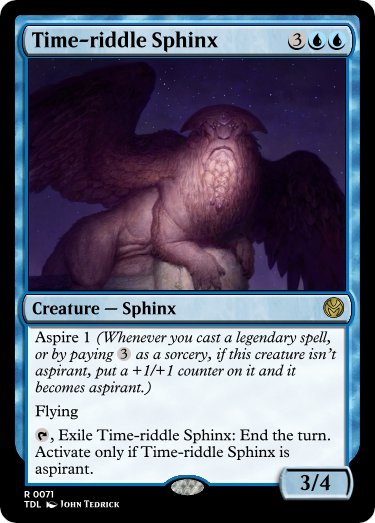 Time-riddle Sphinx 3
Creature — Sphinx
Aspire 1 (Whenever you cast a legendary spell,
or by paying 3 as a sorcery, if this creature isn't
aspirant, put a +1/+1 counter on it and it
becomes aspirant.)
Flying
, Exile Time-riddle Sphinx: End the turn.
Activate only if Time-riddle Sphinx is
aspirant.
3/4
R 0071
TDL JOHN TEDRICK